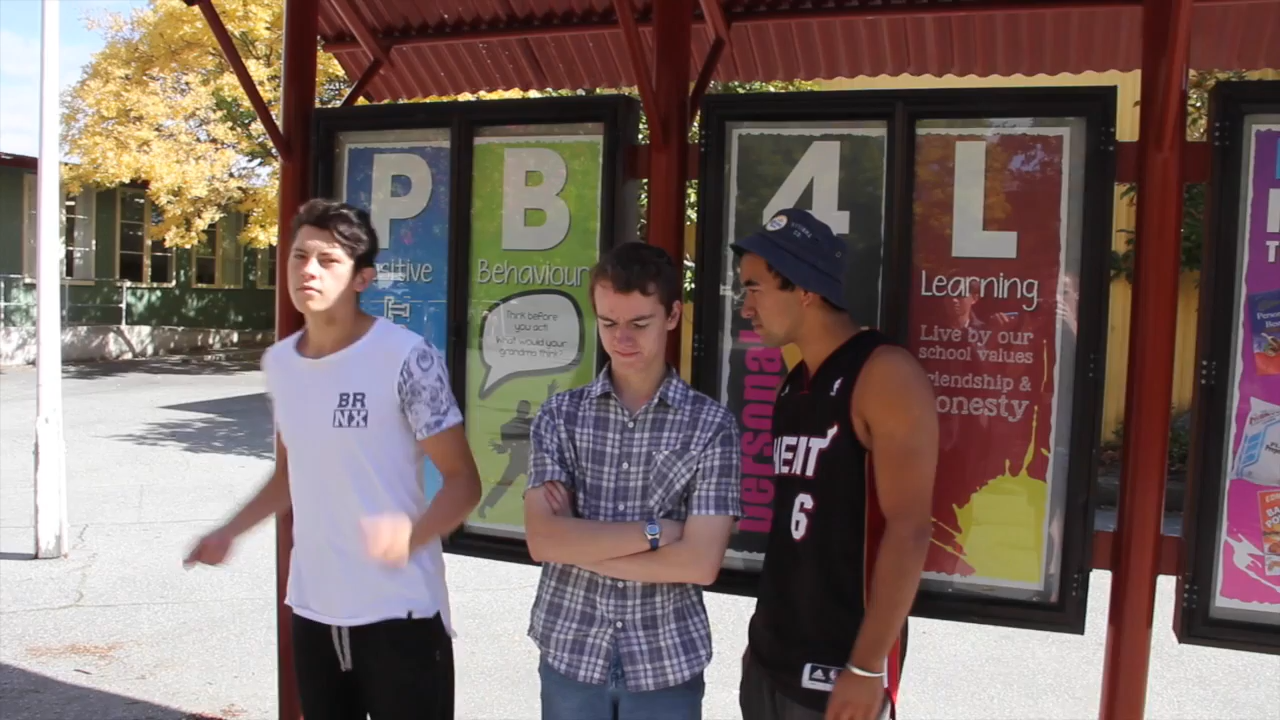 P
sitive
B
Behaviour
Think before
you act!
What would your
grandma think?
4
personal
L
Learning
Live by our
school values
riendship &
onesty
BR
NX
HEAT
6